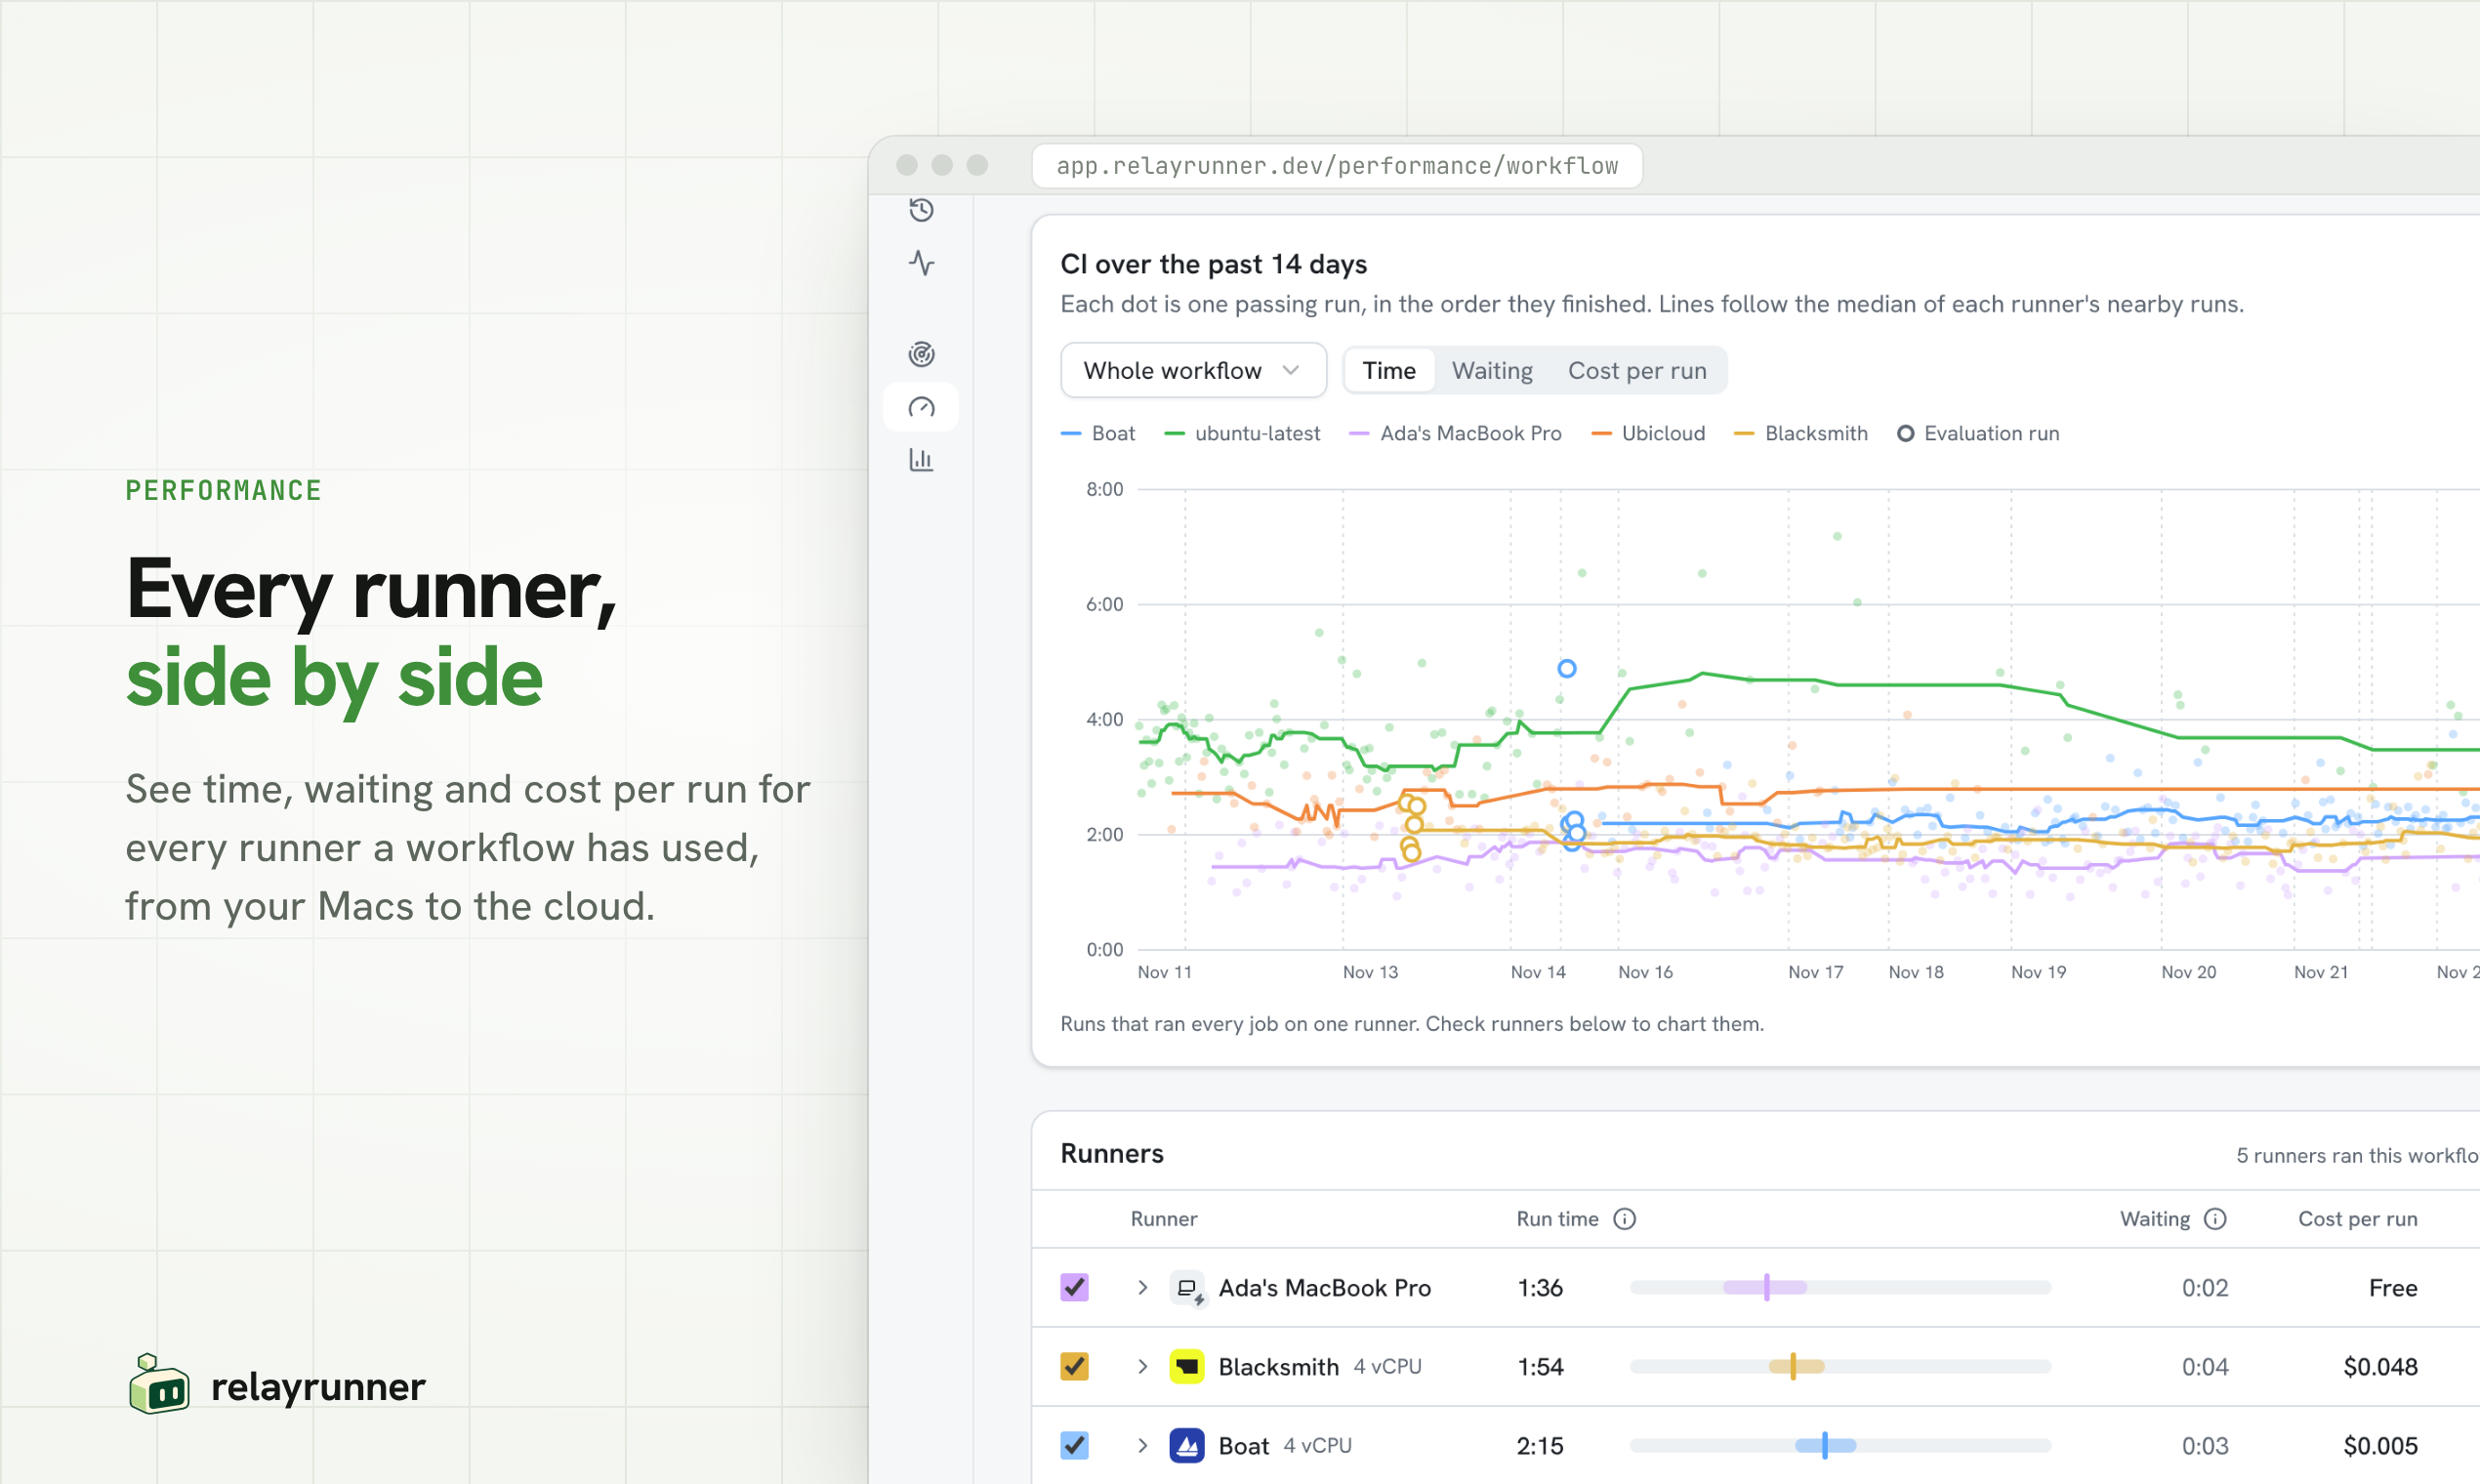 PERFORMANCE
Every runner,
side by side
See time, waiting and cost per run for
every runner a workflow has used,
from your Macs to the cloud.
relayrunner
app.relayrunner.dev/performance/workflow
CI over the past 14 days
Each dot is one passing run, in the order they finished. Lines follow the median of each runner's nearby runs.
Whole workflow Time Waiting Cost per run
Boat ubuntu-latest Ada's MacBook Pro Ubicloud Blacksmith Evaluation run
8:00
6:00
4:00
2:00
0:00
Nov 11 Nov 13 Nov 14 Nov 16 Nov 17 Nov 18 Nov 19 Nov 20 Nov 21 Nov
Runs that ran every job on one runner. Check runners below to chart them.
Runners 5 runners ran this
Runner Run time Waiting Cost per run
Ada's MacBook Pro 1:36 0:02 Free
Blacksmith 4 vCPU 1:54 0:04 $0.048
Boat 4 vCPU 2:15 0:03 $0.005